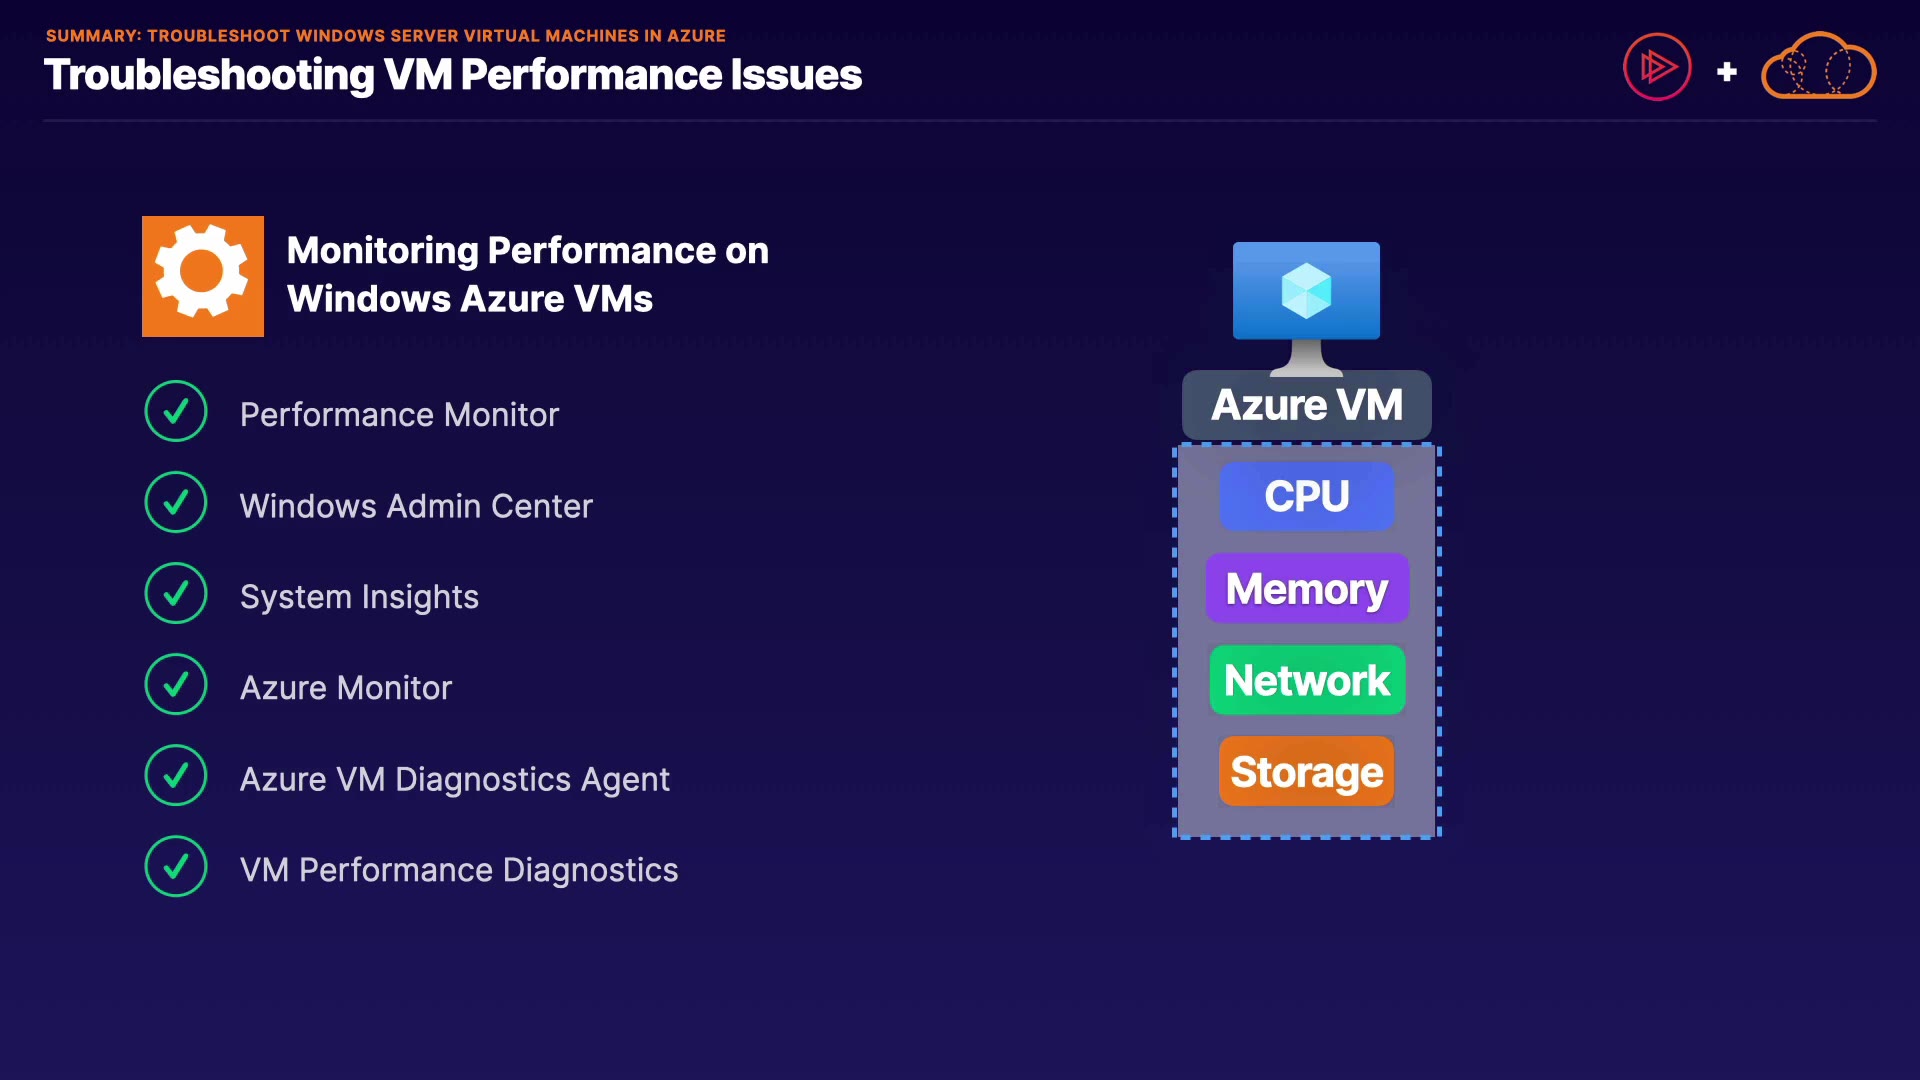 SUMMARY: TROUBLESHOOT WINDOWS SERVER VIRTUAL MACHINES IN AZURE
Troubleshooting VM Performance Issues
Monitoring Performance on
Windows Azure VMs
Performance Monitor
Windows Admin Center
System Insights
Azure Monitor
Azure VM Diagnostics Agent
VM Performance Diagnostics
Azure VM
CPU
Memory
Network
Storage